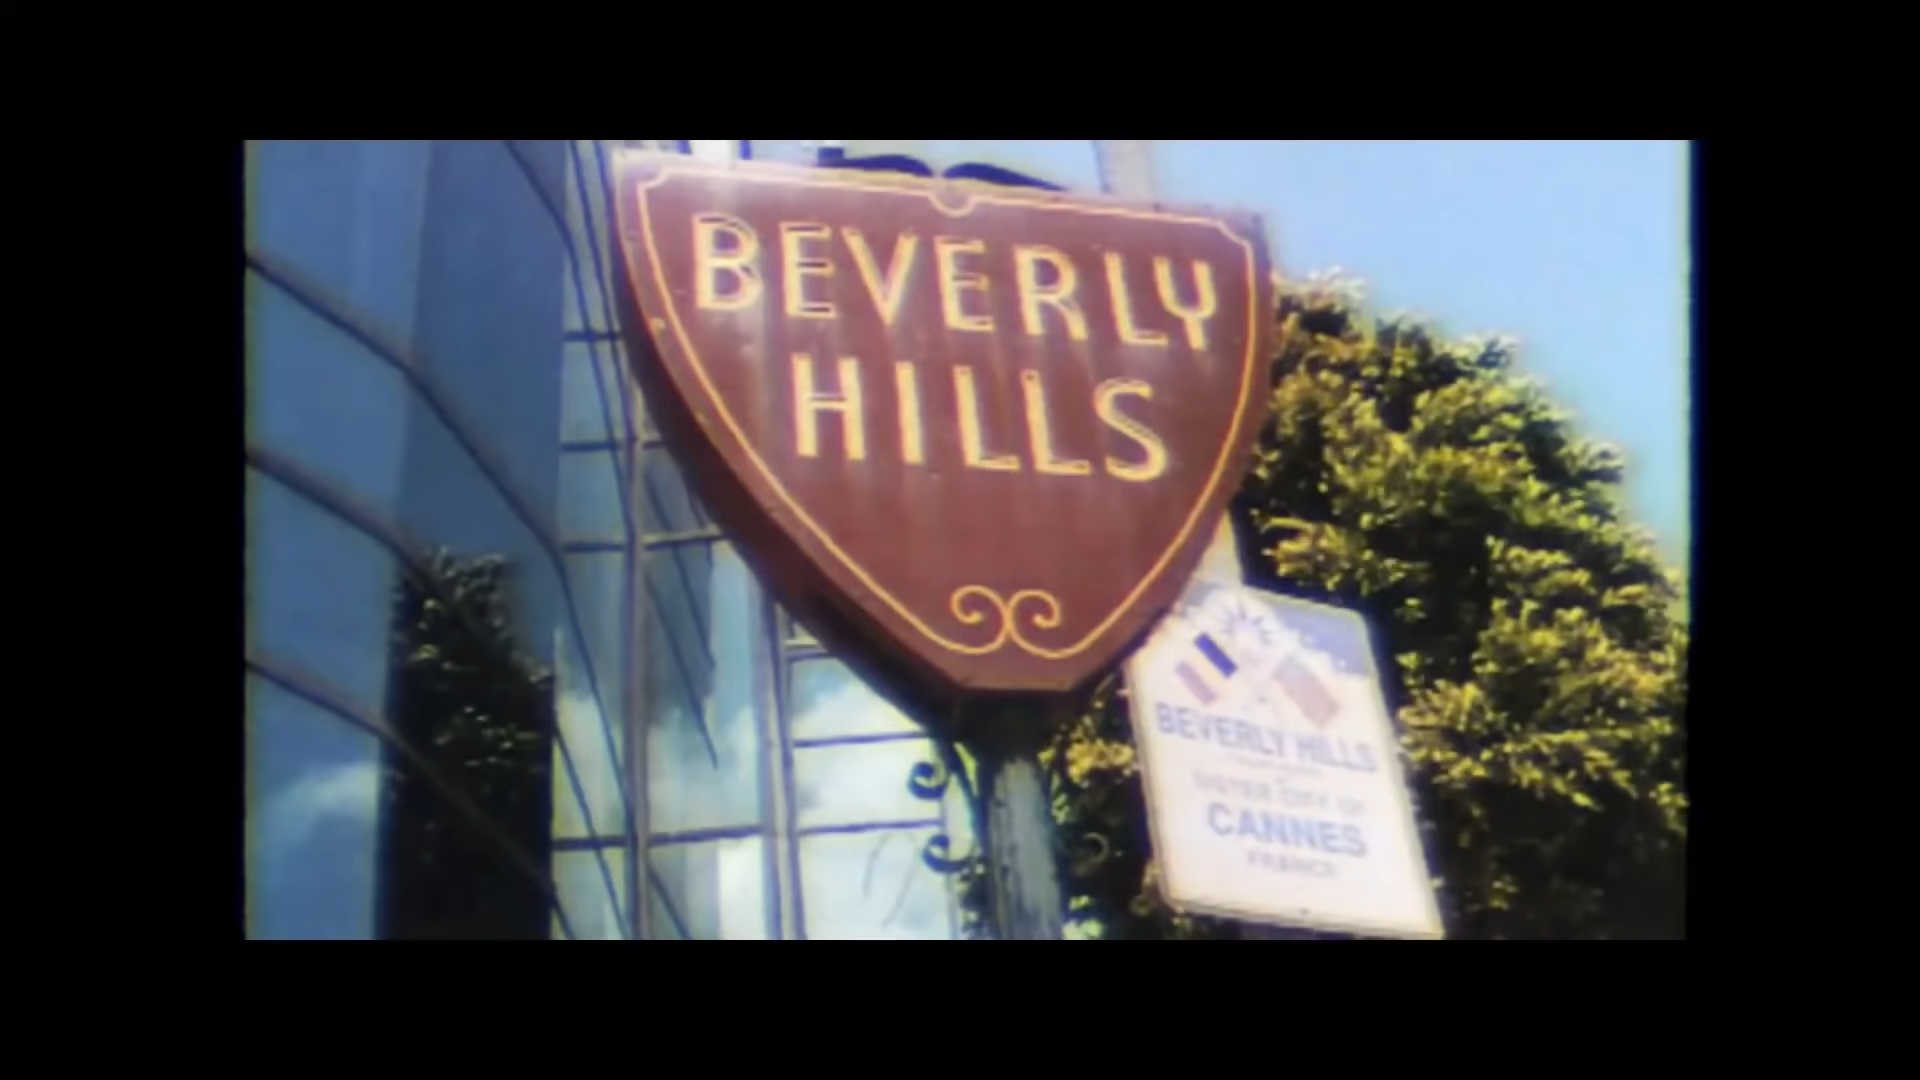 BEVERLY
HILLS
BEVERLY HILLS
SISTER CITY OF
CANNES
FRANCE